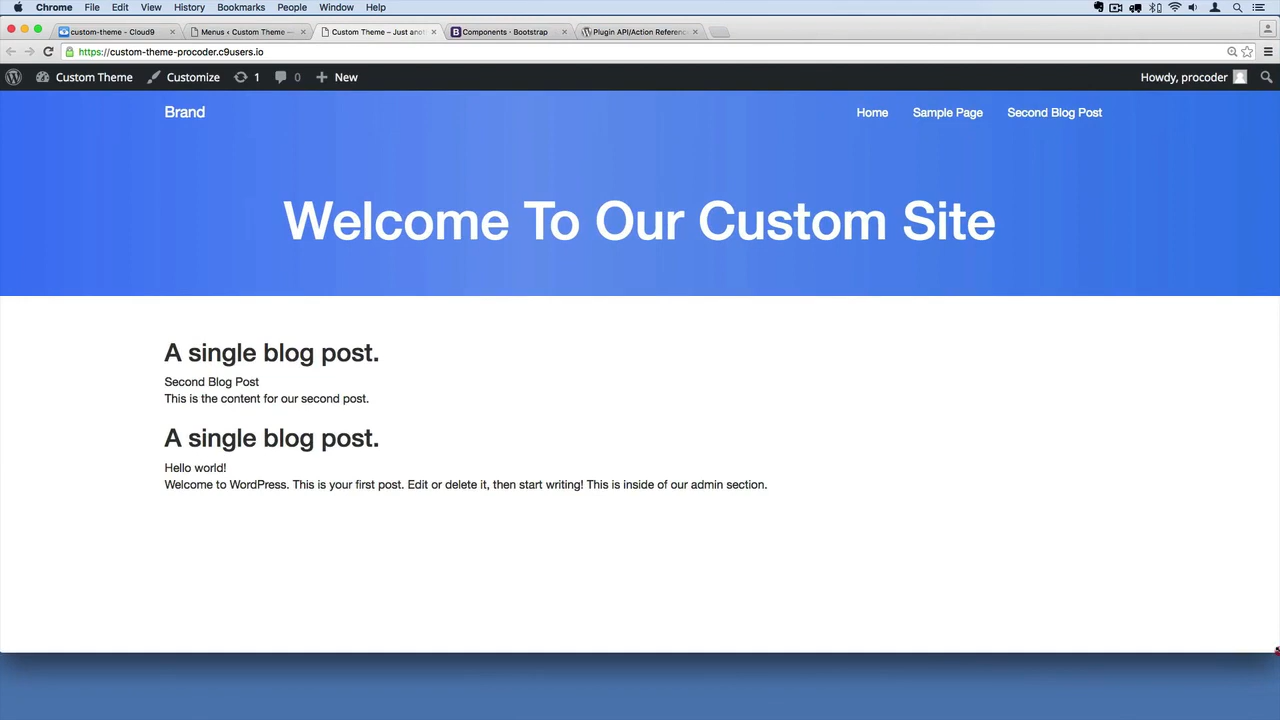 Chrome File Edit View History Bookmarks People Window Help
custom-theme - Cloud9 Menus ‹ Custom Theme — Custom Theme – Just ano Components · Bootstrap Plugin API/Action Referenc
https://custom-theme-procoder.c9users.io
Custom Theme Customize 1 0 New Howdy, procoder
Brand Home Sample Page Second Blog Post
Welcome To Our Custom Site
A single blog post.
Second Blog Post
This is the content for our second post.
A single blog post.
Hello world!
Welcome to WordPress. This is your first post. Edit or delete it, then start writing! This is inside of our admin section.